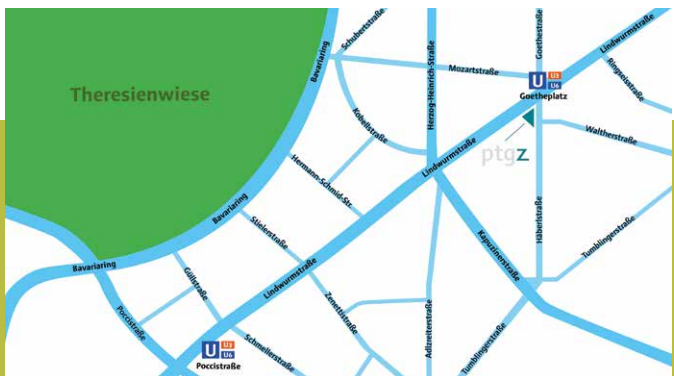 Schubertstraße
Bavariaring
Herzog-Heinrich-Straße
Goethestraße
Lindwurmstraße
Mozartstraße
Ringseisstraße
U U3
U6
Goetheplatz
Theresienwiese
Kobellstraße
Waltherstraße
ptgz
Lindwurmstraße
Hermann-Schmid-Str.
Bavariaring
Häberlstraße
Stielerstraße
Kapuzinerstraße
Tumblingerstraße
Bavariaring
Güllstraße
Lindwurmstraße
Poccistraße
Zenettistraße
Adlzreiterstraße
Tumblingerstraße
Schmellerstraße
U U3
U6
Poccistraße